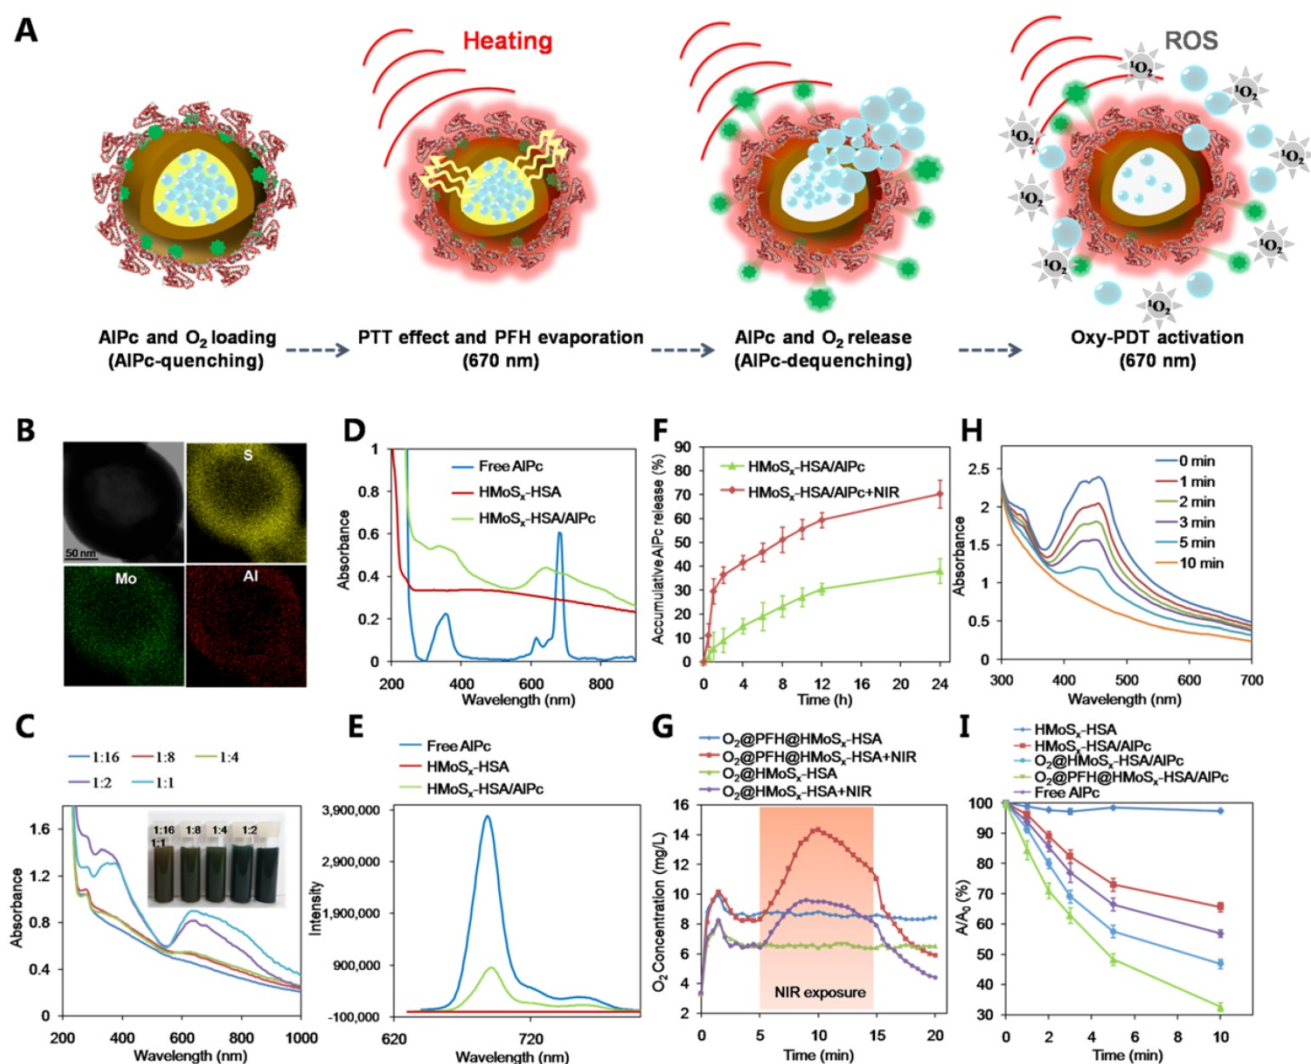 A
Heating
ROS
¹O₂
¹O₂
¹O₂
¹O₂
¹O₂
¹O₂
¹O₂
¹O₂
AlPc and O₂ loading
(AlPc-quenching)
PTT effect and PFH evaporation
(670 nm)
AlPc and O₂ release
(AlPc-dequenching)
Oxy-PDT activation
(670 nm)
B
S
50 nm
Mo
Al
C
1:16 1:8 1:4
1:2 1:1
1:16 1:8 1:4 1:2
1:1
1.6
1.2
0.8
0.4
0
Absorbance
200 400 600 800 1000
Wavelength (nm)
D
Free AlPc
HMoSₓ-HSA
HMoSₓ-HSA/AlPc
1
0.8
0.6
0.4
0.2
0
Absorbance
200 400 600 800
Wavelength (nm)
E
Free AlPc
HMoSₓ-HSA
HMoSₓ-HSA/AlPc
3,900,000
2,900,000
1,900,000
900,000
-100,000
Intensity
620 720
Wavelength (nm)
F
HMoSₓ-HSA/AlPc
HMoSₓ-HSA/AlPc+NIR
90
80
70
60
50
40
30
20
10
0
Accumulative AlPc release (%)
0 4 8 12 16 20 24
Time (h)
G
O₂@PFH@HMoSₓ-HSA
O₂@PFH@HMoSₓ-HSA+NIR
O₂@HMoSₓ-HSA
O₂@HMoSₓ-HSA+NIR
16
14
12
10
8
6
4
2
O₂ Concentration (mg/L)
NIR exposure
0 5 10 15 20
Time (min)
H
0 min
1 min
2 min
3 min
5 min
10 min
2.5
2
1.5
1
0.5
0
Absorbance
300 400 500 600 700
Wavelength (nm)
I
HMoSₓ-HSA
HMoSₓ-HSA/AlPc
O₂@HMoSₓ-HSA/AlPc
O₂@PFH@HMoSₓ-HSA/AlPc
Free AlPc
100
90
80
70
60
50
40
30
A/A₀ (%)
0 2 4 6 8 10
Time (min)